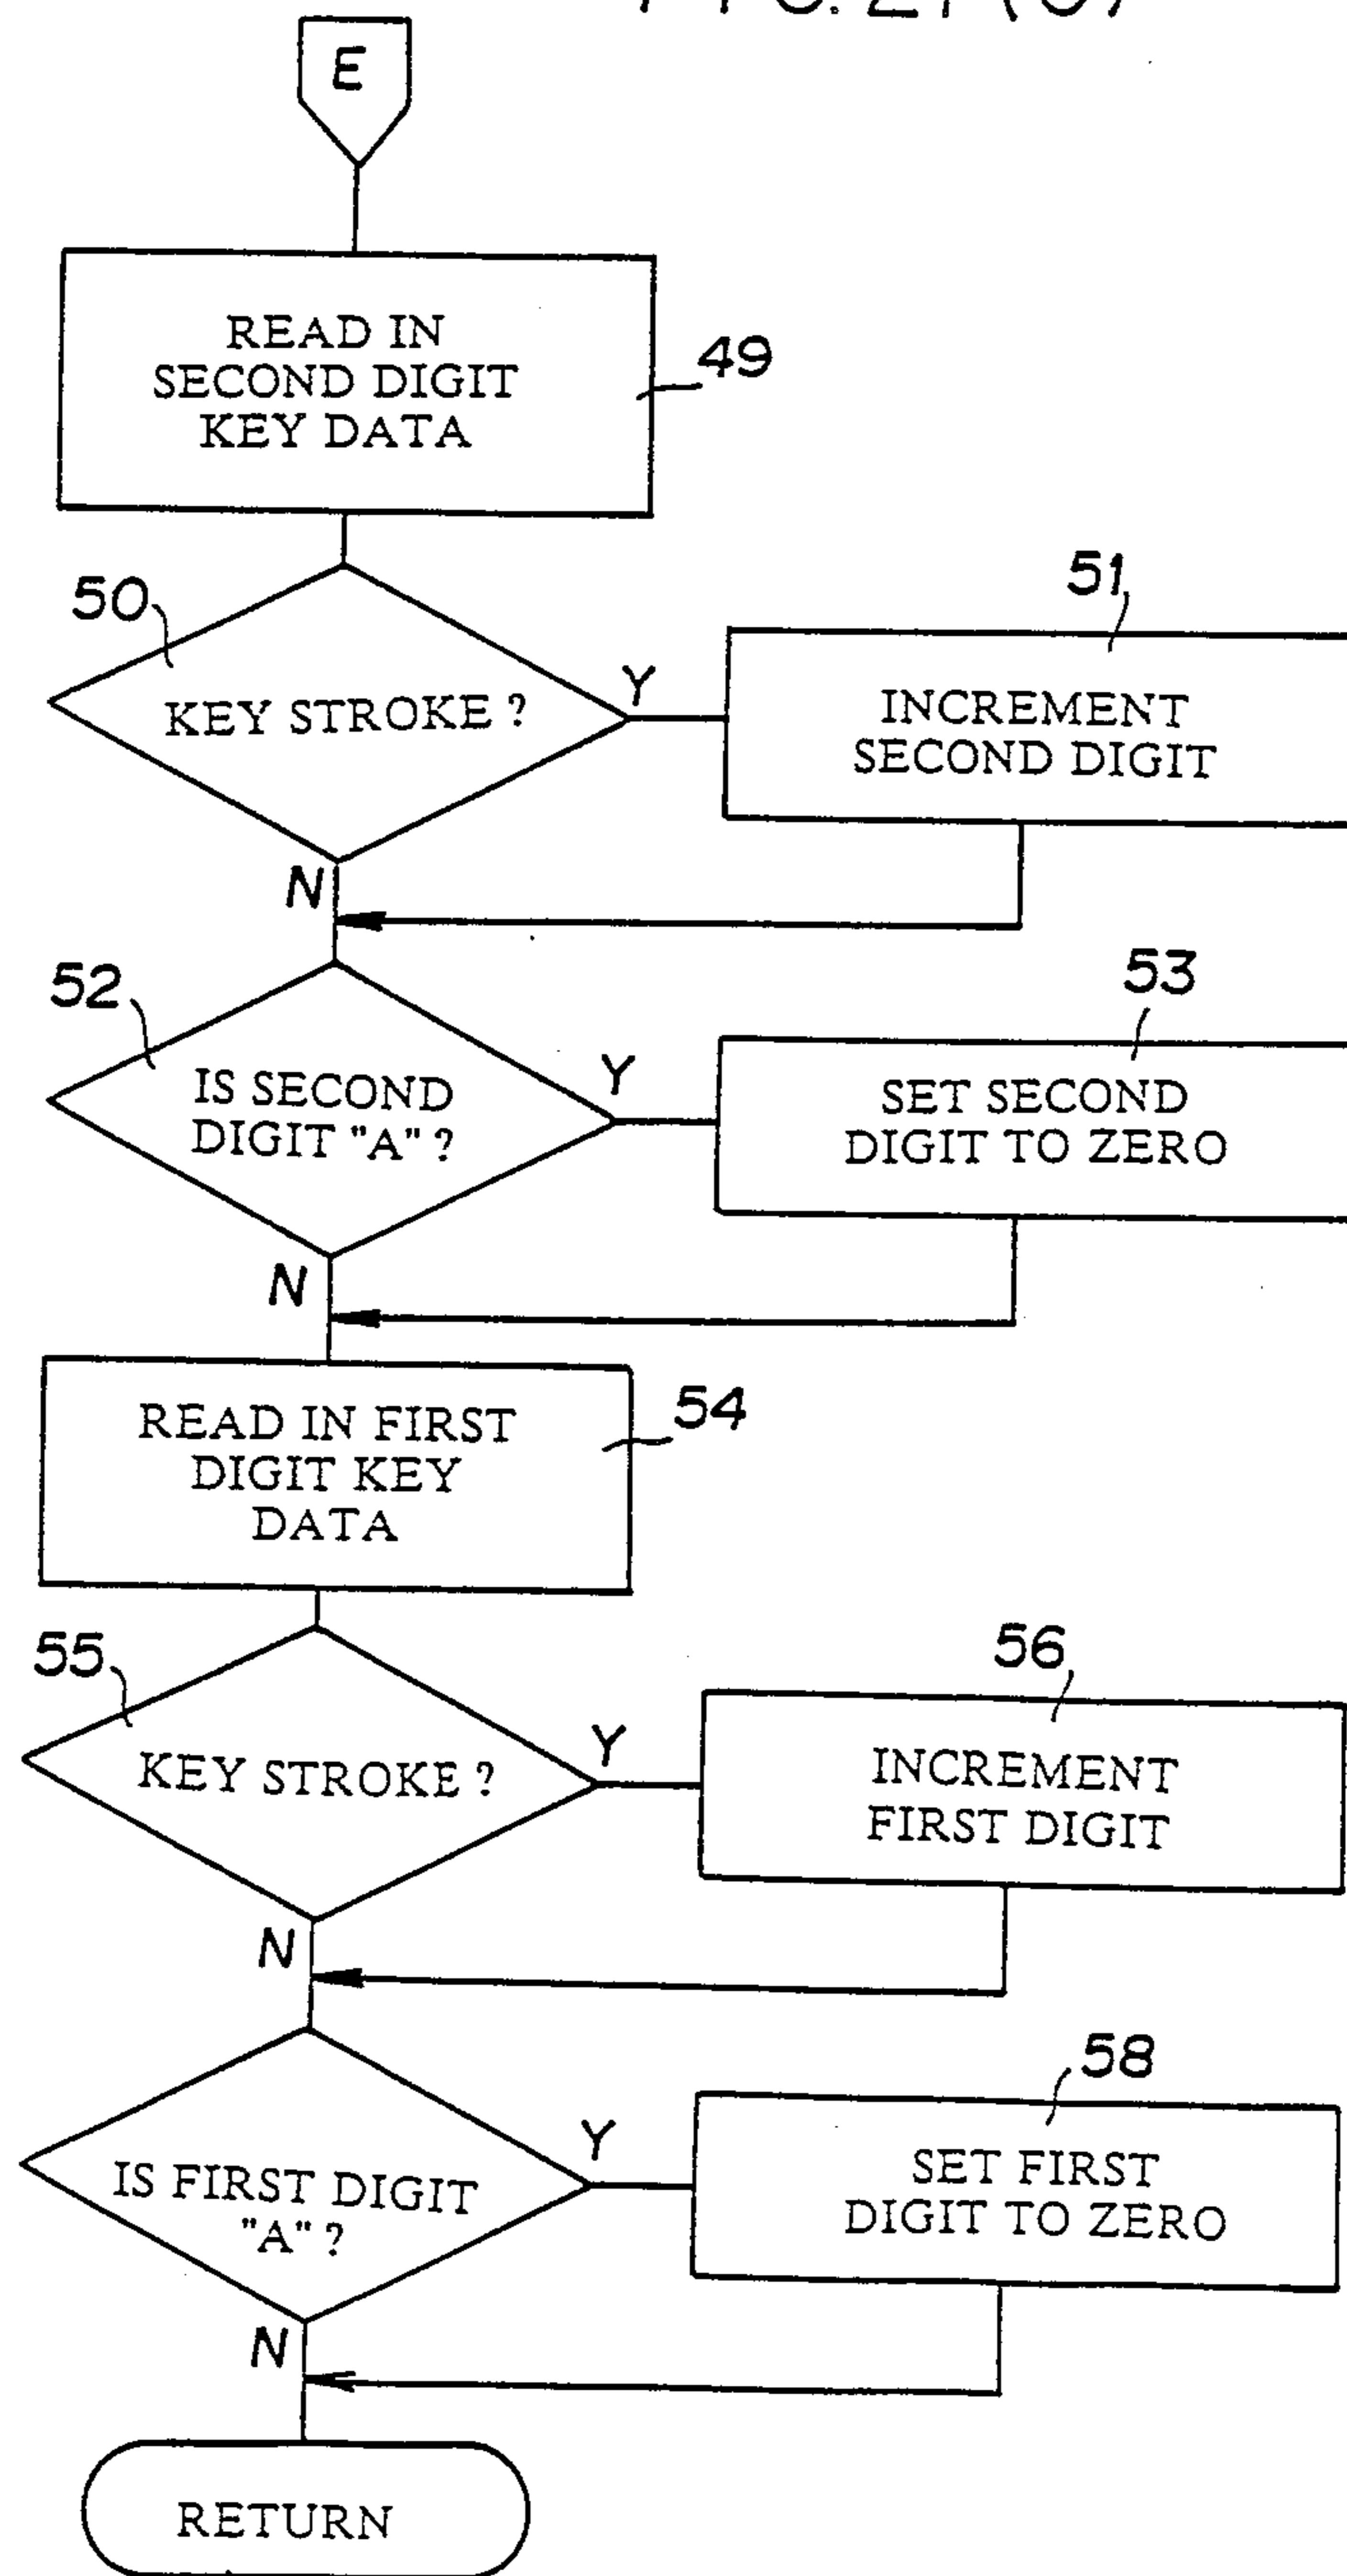 E
READ IN
SECOND DIGIT
KEY DATA
49
50
KEY STROKE ?
Y
51
INCREMENT
SECOND DIGIT
N
52
IS SECOND
DIGIT "A" ?
Y
53
SET SECOND
DIGIT TO ZERO
N
READ IN FIRST
DIGIT KEY
DATA
54
55
KEY STROKE ?
Y
56
INCREMENT
FIRST DIGIT
N
IS FIRST DIGIT
"A" ?
Y
58
SET FIRST
DIGIT TO ZERO
N
RETURN